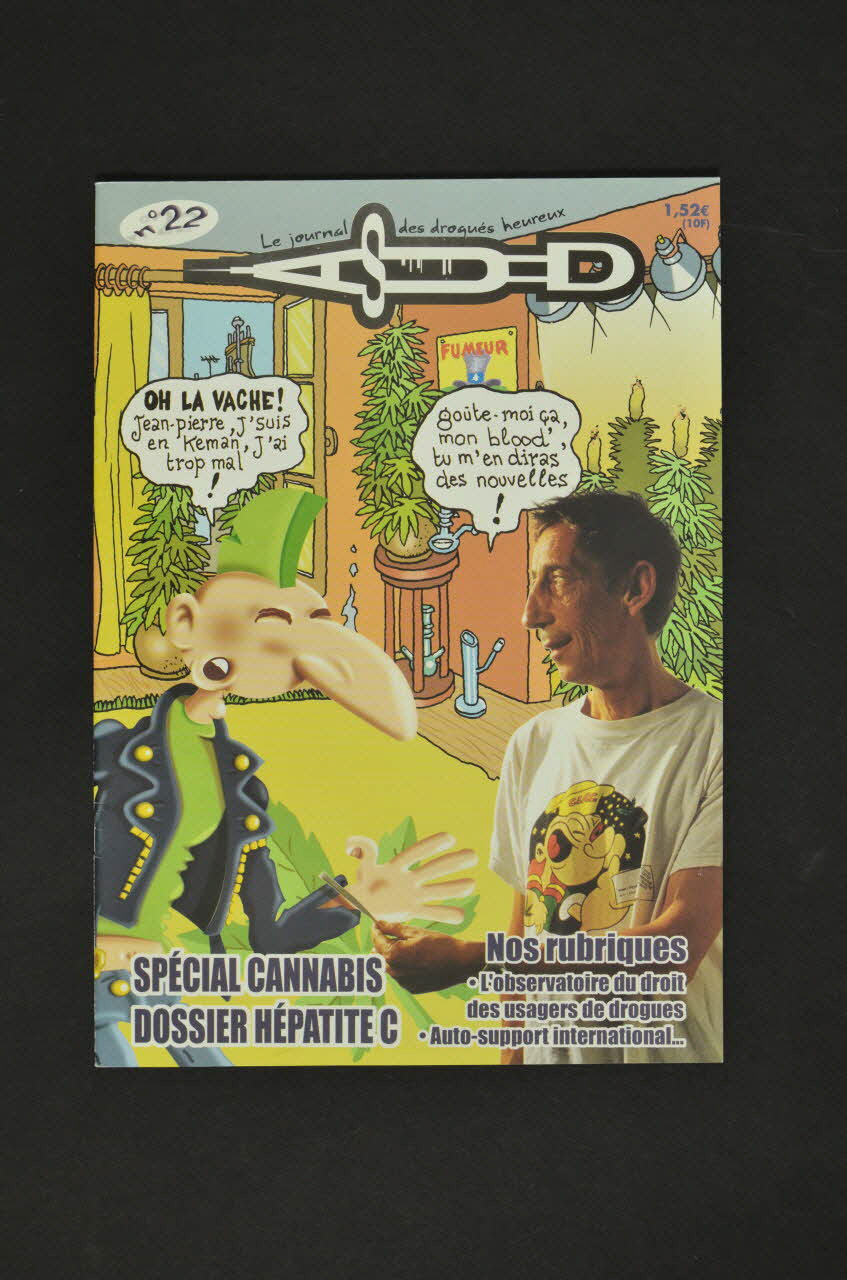 n°22
Le journal des drogués heureux
1,52€
(10F)
ASUD
FUMEUR
OH LA VACHE!
Jean-pierre, J'suis
en Keman, J'ai
trop mal
!
goûte-moi ça,
mon blood',
tu m'en diras
des nouvelles
!
SPÉCIAL CANNABIS
DOSSIER HÉPATITE C
Nos rubriques
• L'observatoire du droit
des usagers de drogues
• Auto-support international...